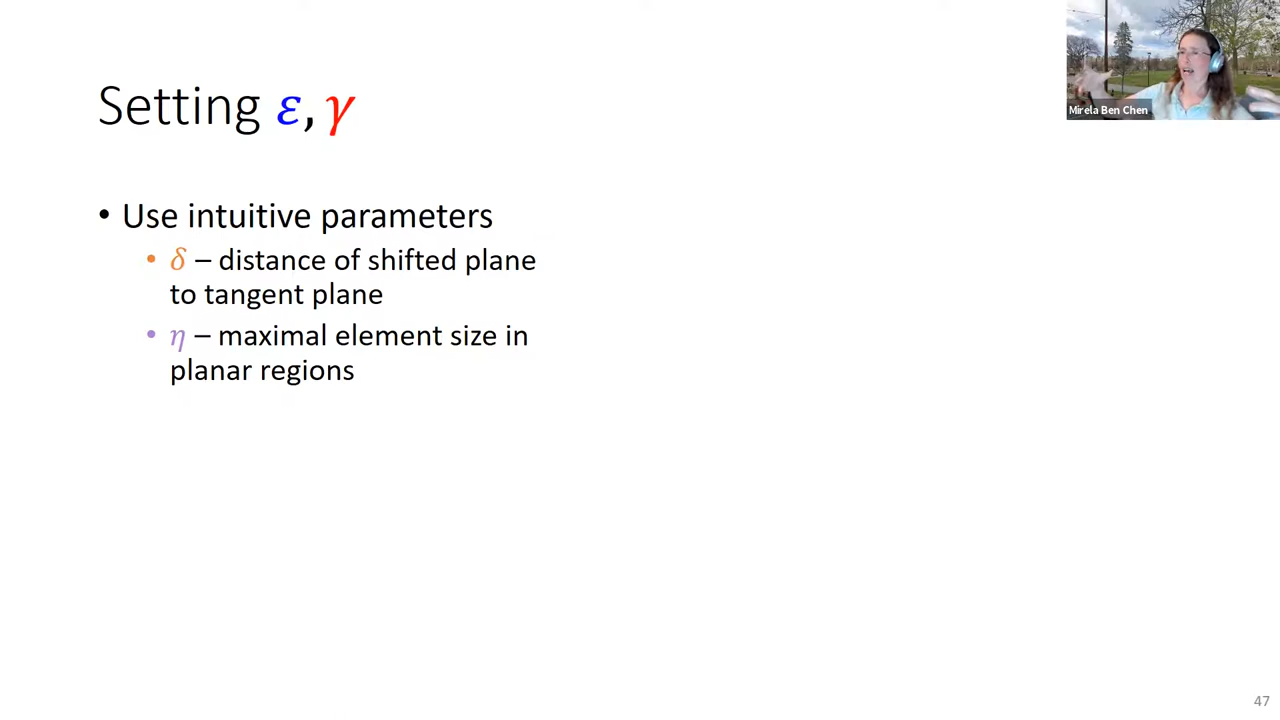 Mirela Ben Chen
Setting ε, γ
• Use intuitive parameters
• δ – distance of shifted plane
to tangent plane
• η – maximal element size in
planar regions
47